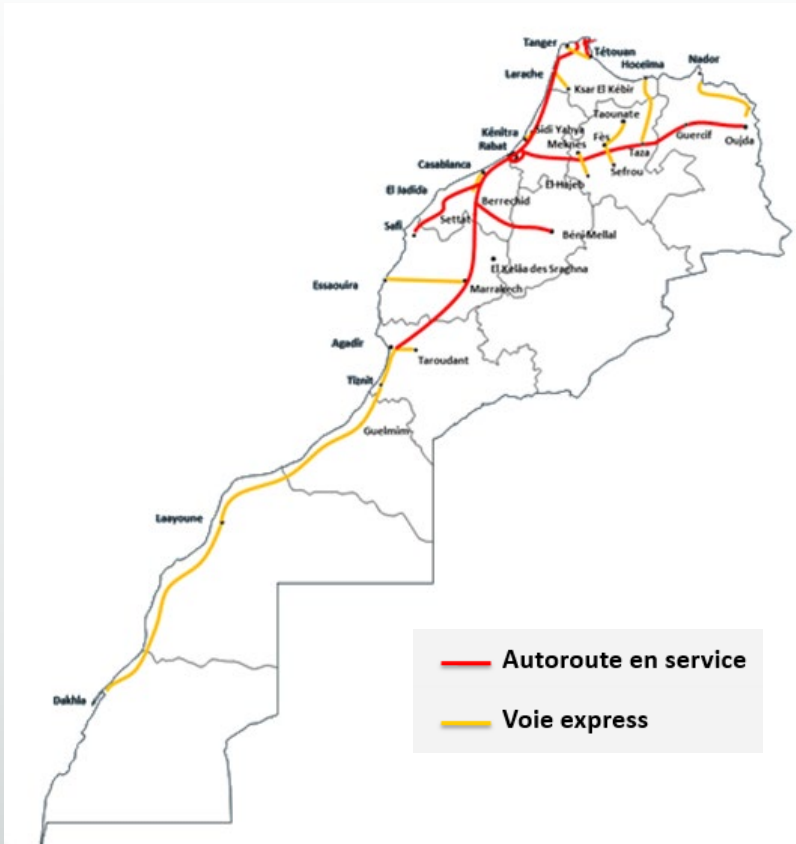 Tanger
Tétouan
Hoceima
Nador
Larache
Ksar El Kébir
Taounate
Kénitra
Sidi Yahya
Fès
Guercif
Oujda
Rabat
Meknès
Taza
Casablanca
Sefrou
El Hajeb
El Jadida
Berrechid
Settat
Safi
Béni Mellal
El Kelâa des Sraghna
Essaouira
Marrakech
Agadir
Taroudant
Tiznit
Guelmim
Laayoune
Autoroute en service
Dakhla
Voie express